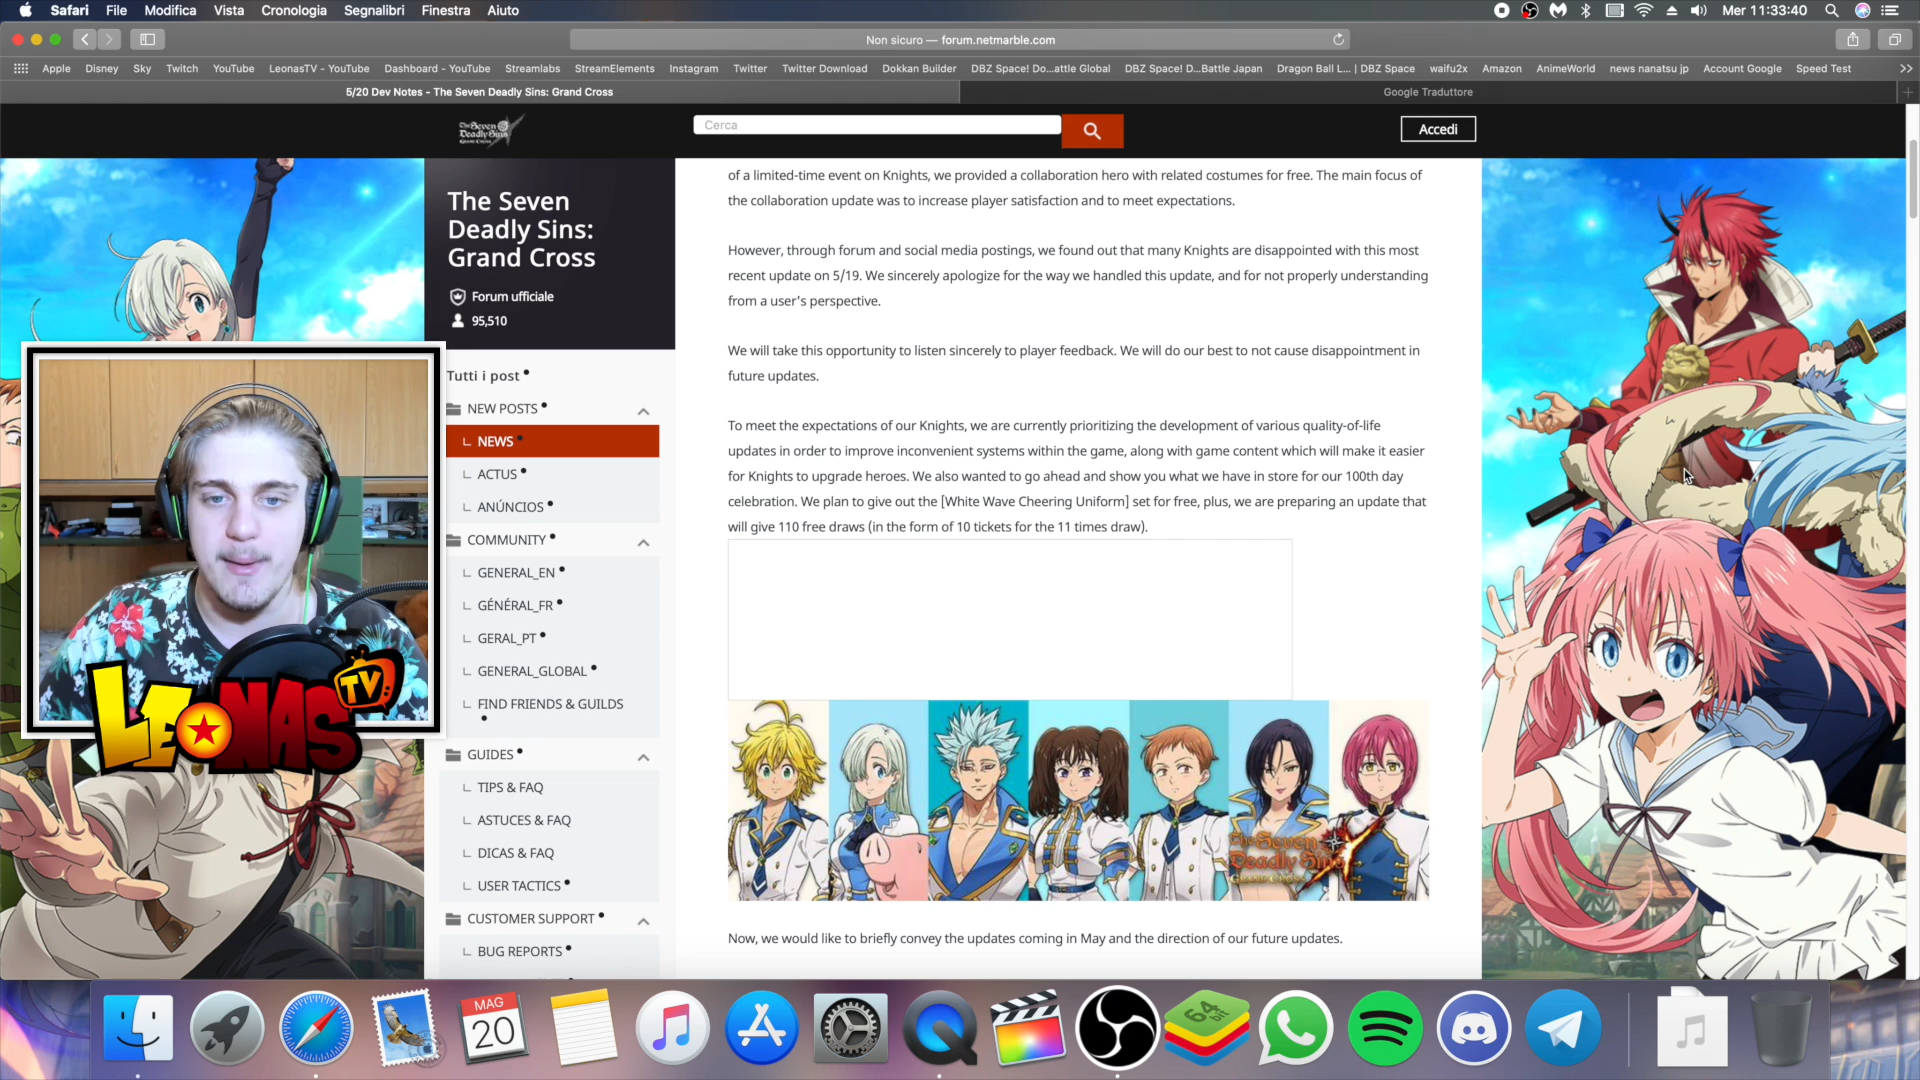 Safari File Modifica Vista Cronologia Segnalibri Finestra Aiuto Mer 11:33:40
Non sicuro — forum.netmarble.com
Apple Disney Sky Twitch YouTube LeonasTV - YouTube Dashboard - YouTube Streamlabs StreamElements Instagram Twitter Twitter Download Dokkan Builder DBZ Space! Do...attle Global DBZ Space! D...Battle Japan Dragon Ball L... | DBZ Space waifu2x Amazon AnimeWorld news nanatsu jp Account Google Speed Test
5/20 Dev Notes - The Seven Deadly Sins: Grand Cross Google Traduttore
The Seven Deadly Sins GRAND CROSS
Cerca
Accedi
The Seven
Deadly Sins:
Grand Cross
Forum ufficiale
95,510
Tutti i post
NEW POSTS
NEWS
ACTUS
ANÚNCIOS
COMMUNITY
GENERAL_EN
GÉNÉRAL_FR
GERAL_PT
GENERAL_GLOBAL
FIND FRIENDS & GUILDS
GUIDES
TIPS & FAQ
ASTUCES & FAQ
DICAS & FAQ
USER TACTICS
CUSTOMER SUPPORT
BUG REPORTS
of a limited-time event on Knights, we provided a collaboration hero with related costumes for free. The main focus of
the collaboration update was to increase player satisfaction and to meet expectations.
However, through forum and social media postings, we found out that many Knights are disappointed with this most
recent update on 5/19. We sincerely apologize for the way we handled this update, and for not properly understanding
from a user's perspective.
We will take this opportunity to listen sincerely to player feedback. We will do our best to not cause disappointment in
future updates.
To meet the expectations of our Knights, we are currently prioritizing the development of various quality-of-life
updates in order to improve inconvenient systems within the game, along with game content which will make it easier
for Knights to upgrade heroes. We also wanted to go ahead and show you what we have in store for our 100th day
celebration. We plan to give out the [White Wave Cheering Uniform] set for free, plus, we are preparing an update that
will give 110 free draws (in the form of 10 tickets for the 11 times draw).
The Seven
Deadly Sins
GRAND CROSS
Now, we would like to briefly convey the updates coming in May and the direction of our future updates.
LEONAS TV
MAG
20
64 bit